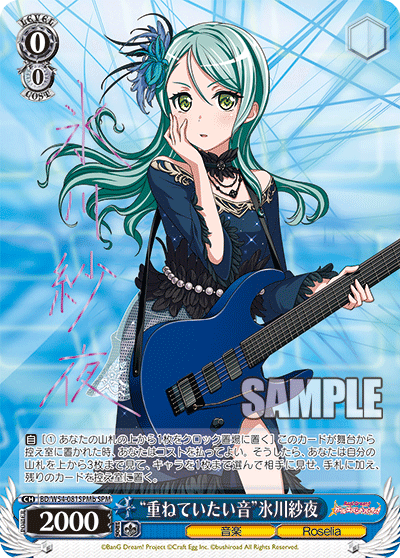 LEVEL
0
0
COST
氷川紗夜
SAMPLE
自 [① あなたの山札の上から1枚をクロック置場に置く] このカードが舞台から
控え室に置かれた時、あなたはコストを払ってよい。そうしたら、あなたは自分の
山札を上から3枚まで見て、キャラを1枚まで選んで相手に見せ、手札に加え、
残りのカードを控え室に置く。
CH BD/W54-081SPMb SPM
POWER
2000
“重ねていたい音”氷川紗夜
音楽
Roselia
©BanG Dream! Project ©Craft Egg Inc. ©bushiroad All Rights Reserved.